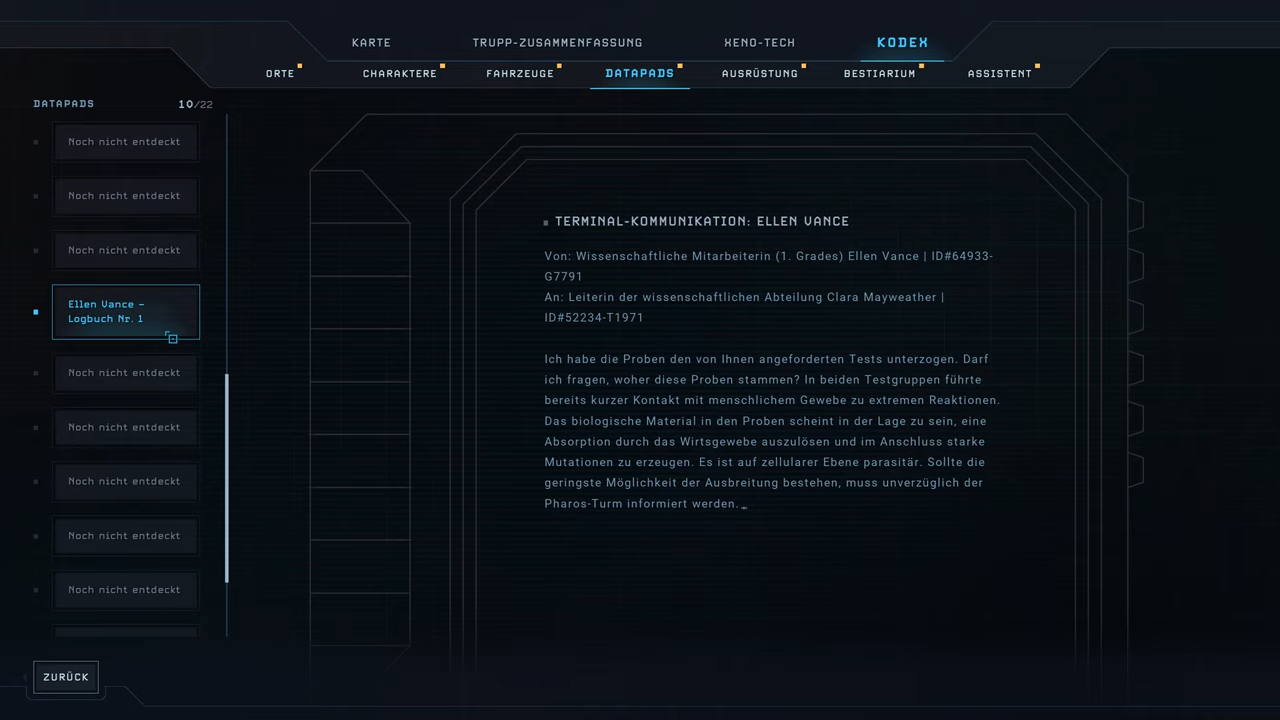 KARTE
TRUPP-ZUSAMMENFASSUNG
XENO-TECH
KODEX
ORTE
CHARAKTERE
FAHRZEUGE
DATAPADS
AUSRÜSTUNG
BESTIARIUM
ASSISTENT
DATAPADS 10/22
Noch nicht entdeckt
Noch nicht entdeckt
Noch nicht entdeckt
Ellen Vance –
Logbuch Nr. 1
Noch nicht entdeckt
Noch nicht entdeckt
Noch nicht entdeckt
Noch nicht entdeckt
Noch nicht entdeckt
TERMINAL-KOMMUNIKATION: ELLEN VANCE
Von: Wissenschaftliche Mitarbeiterin (1. Grades) Ellen Vance | ID#64933-
G7791
An: Leiterin der wissenschaftlichen Abteilung Clara Mayweather |
ID#52234-T1971
Ich habe die Proben den von Ihnen angeforderten Tests unterzogen. Darf
ich fragen, woher diese Proben stammen? In beiden Testgruppen führte
bereits kurzer Kontakt mit menschlichem Gewebe zu extremen Reaktionen.
Das biologische Material in den Proben scheint in der Lage zu sein, eine
Absorption durch das Wirtsgewebe auszulösen und im Anschluss starke
Mutationen zu erzeugen. Es ist auf zellularer Ebene parasitär. Sollte die
geringste Möglichkeit der Ausbreitung bestehen, muss unverzüglich der
Pharos-Turm informiert werden.
ZURÜCK